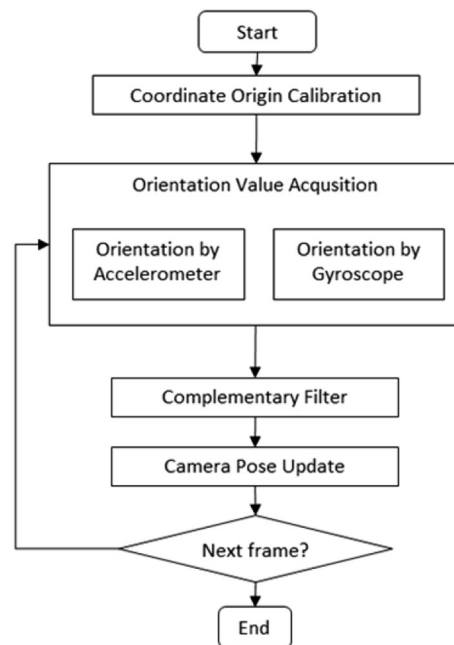 Start
Coordinate Origin Calibration
Orientation Value Acqusition
Orientation by
Accelerometer
Orientation by
Gyroscope
Complementary Filter
Camera Pose Update
Next frame?
End